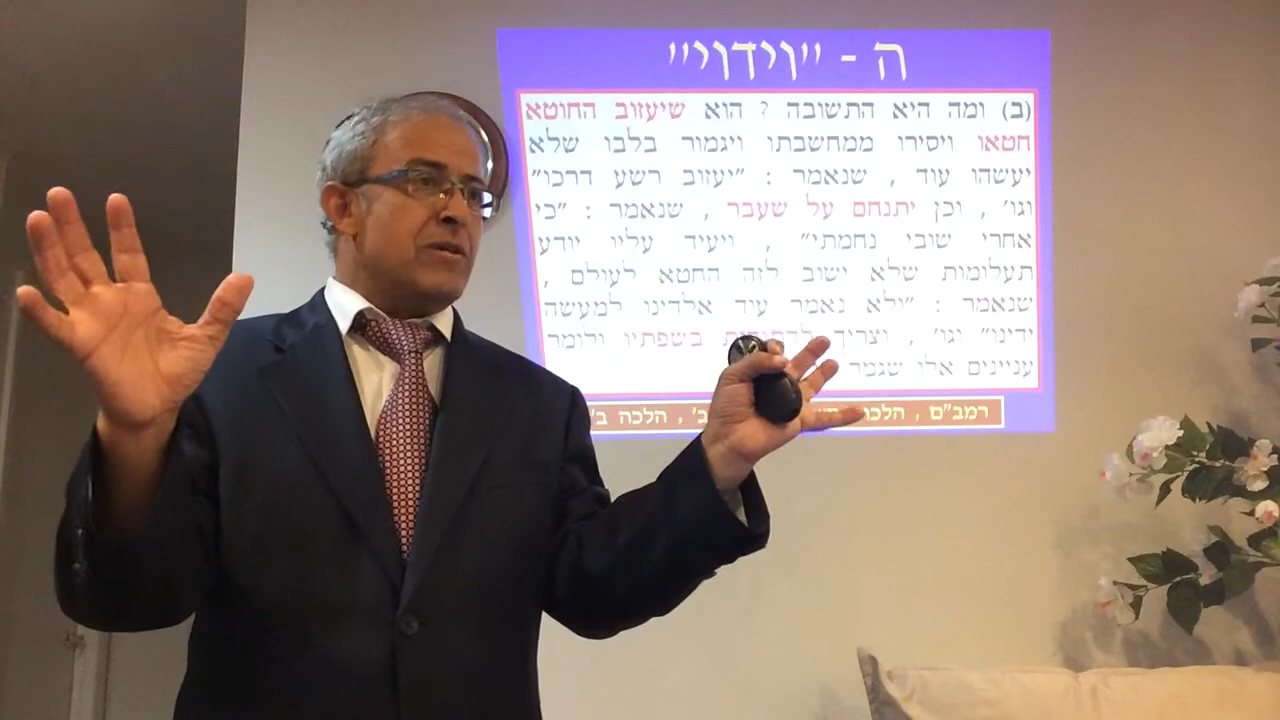 ה - "וידוי"
(ב) ומה היא התשובה ? הוא שיעזוב החוטא
חטאו ויסירו ממחשבתו ויגמור בלבו שלא
יעשהו עוד , שנאמר : "יעזוב רשע דרכו"
וגו' , וכן יתנחם על שעבר , שנאמר : "כי
אחרי שובי נחמתי" , ויעיד עליו יודע
תעלומות שלא ישוב לזה החטא לעולם ,
שנאמר : "ולא נאמר עוד אלהינו למעשה
ידינו" וגו' , וצריך בשפתיו ולומר
עניינים אלו שגמר
רמב"ם , ב' , הלכה ב'